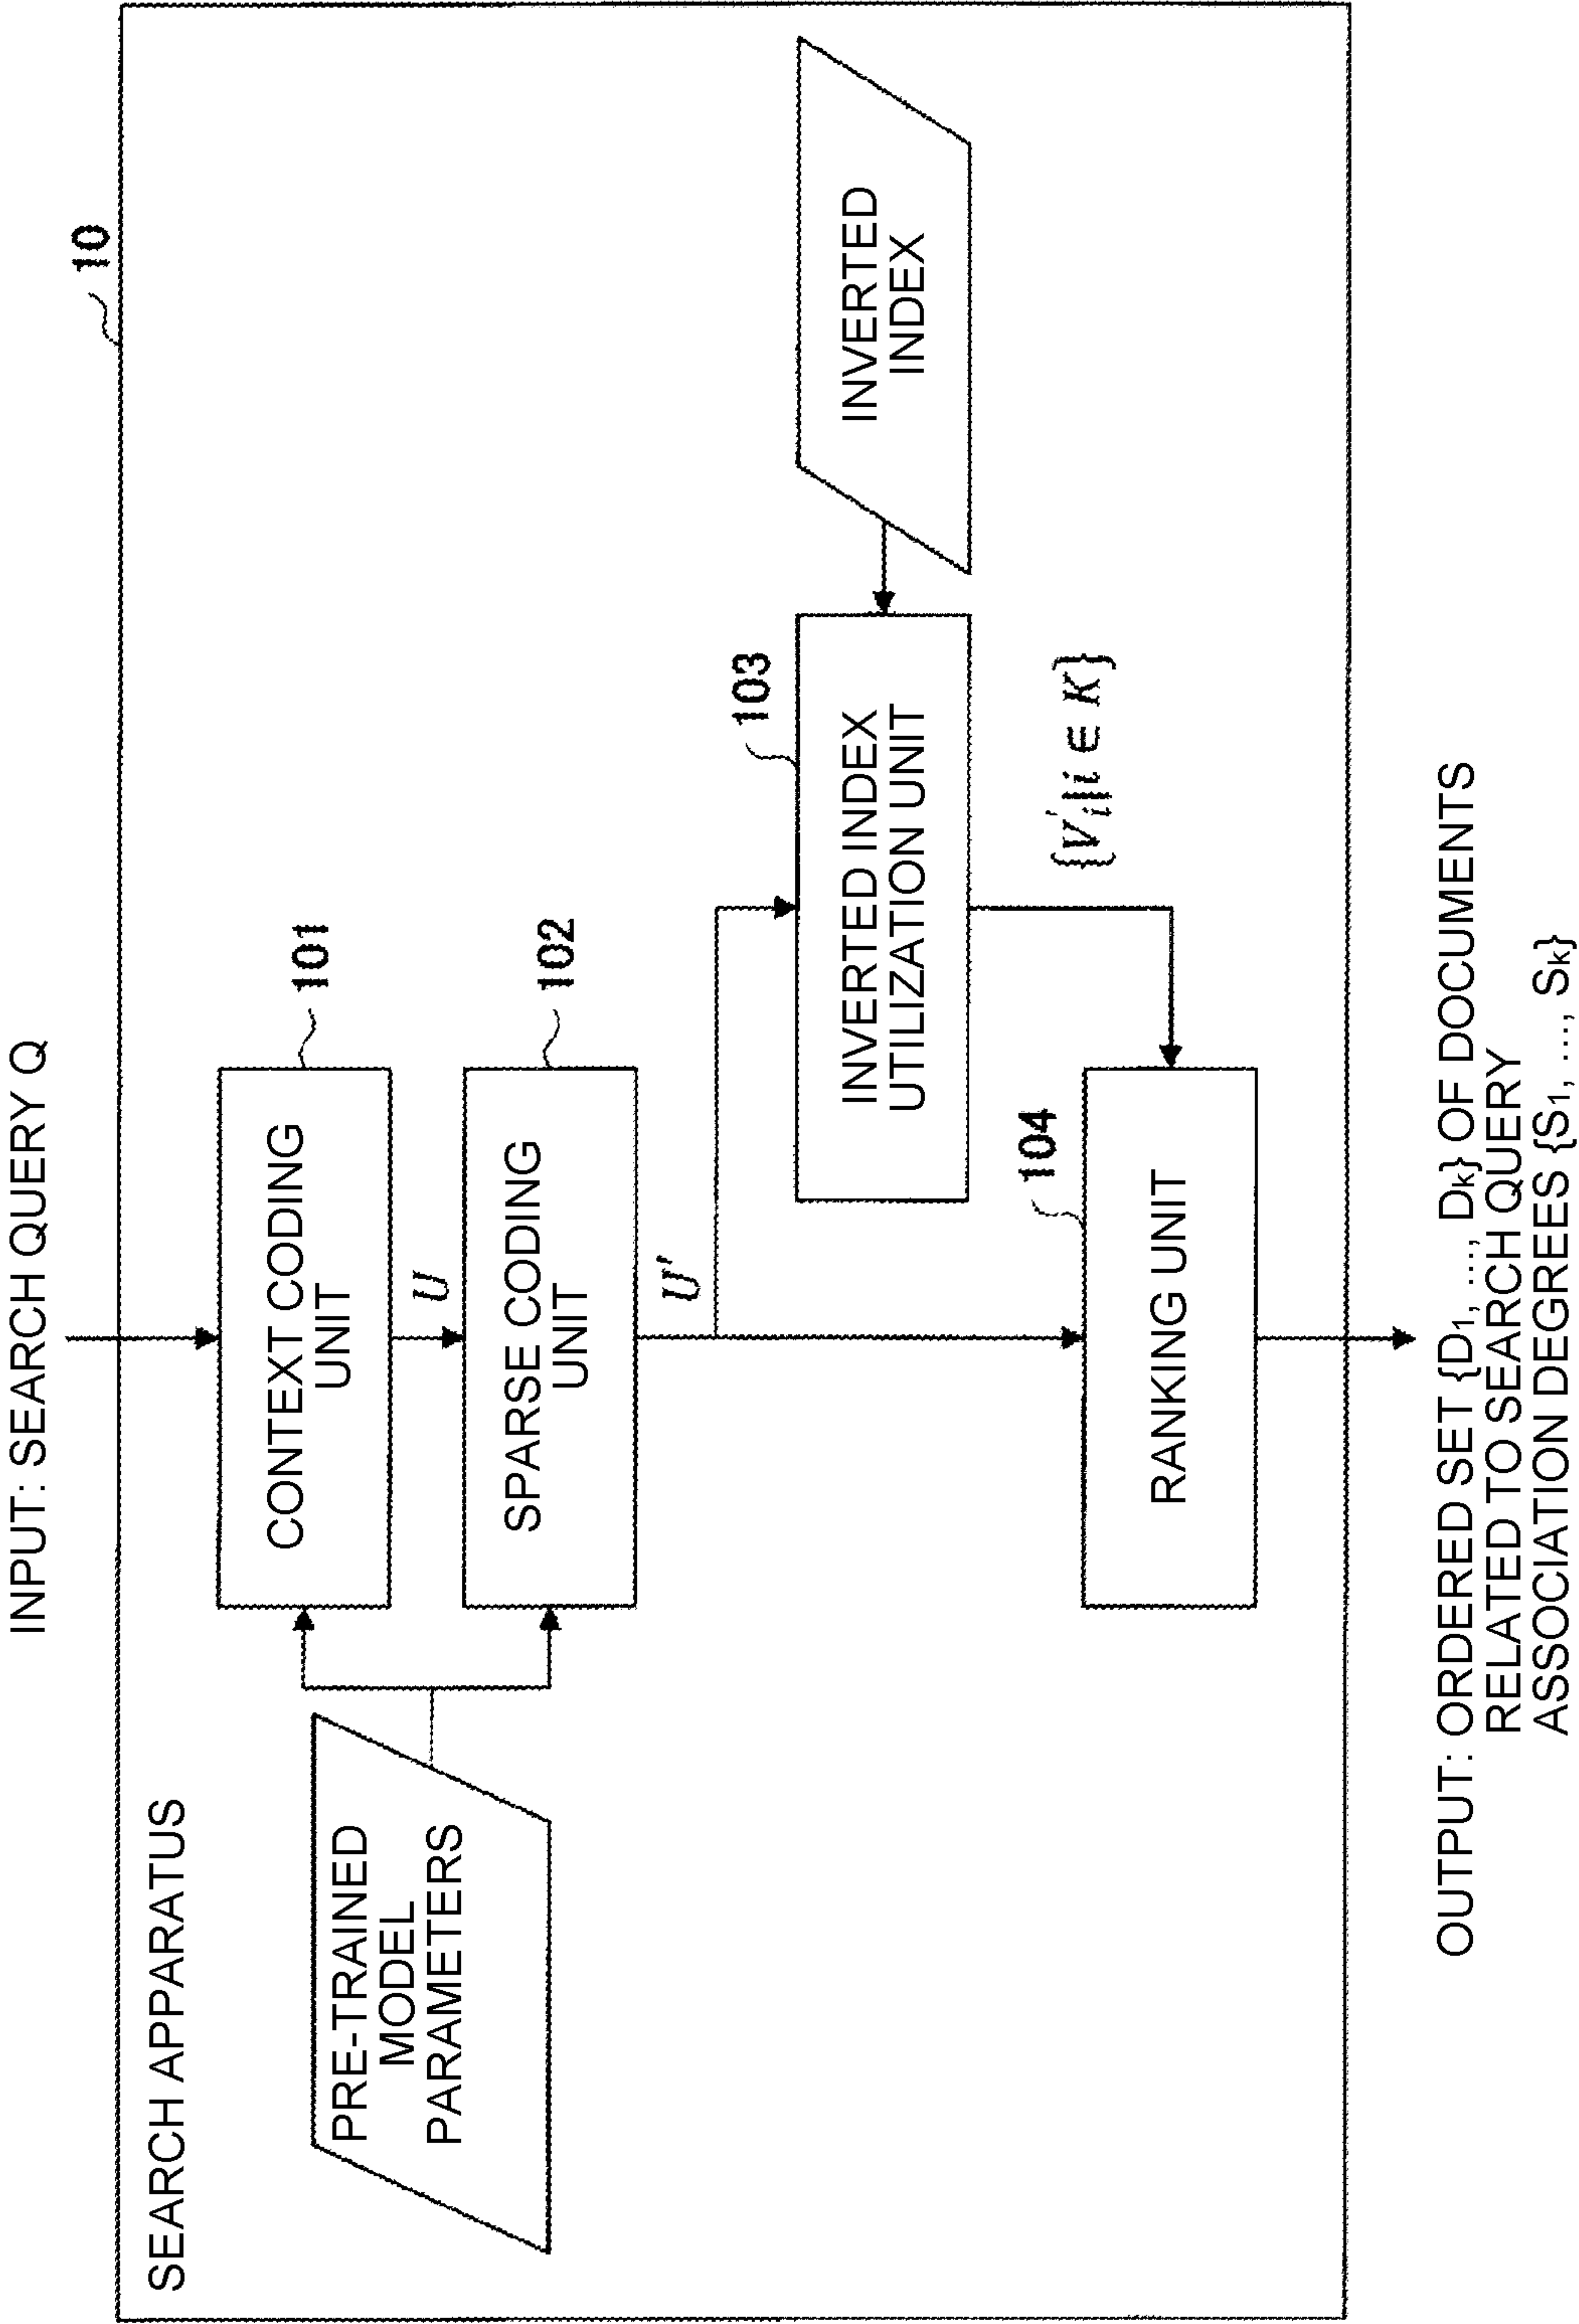 INPUT: SEARCH QUERY Q
10
SEARCH APPARATUS
PRE-TRAINED
MODEL
PARAMETERS
CONTEXT CODING
UNIT
101
U
SPARSE CODING
UNIT
102
U'
103
INVERTED INDEX
UTILIZATION UNIT
INVERTED
INDEX
{V'i|i ∈ K}
104
RANKING UNIT
OUTPUT: ORDERED SET {D1, ..., Dk} OF DOCUMENTS
RELATED TO SEARCH QUERY
ASSOCIATION DEGREES {S1, ..., Sk}